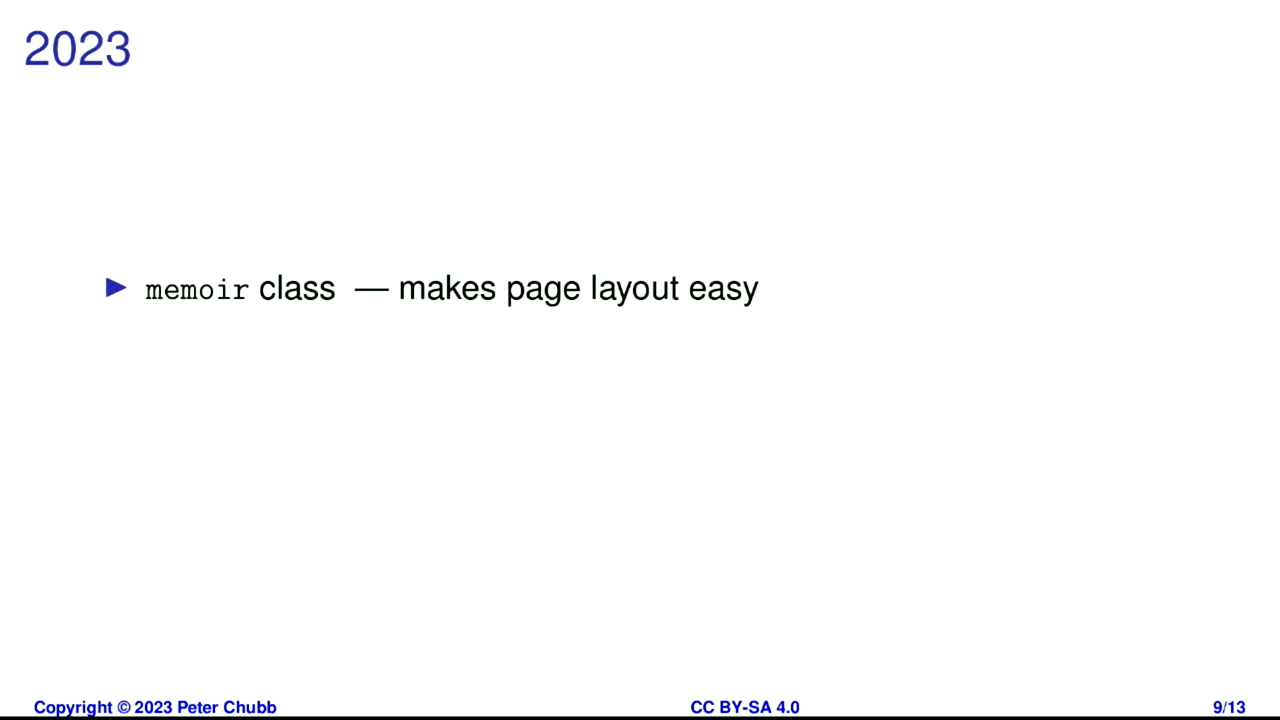 2023
▶ memoir class — makes page layout easy
Copyright © 2023 Peter Chubb CC BY-SA 4.0 9/13